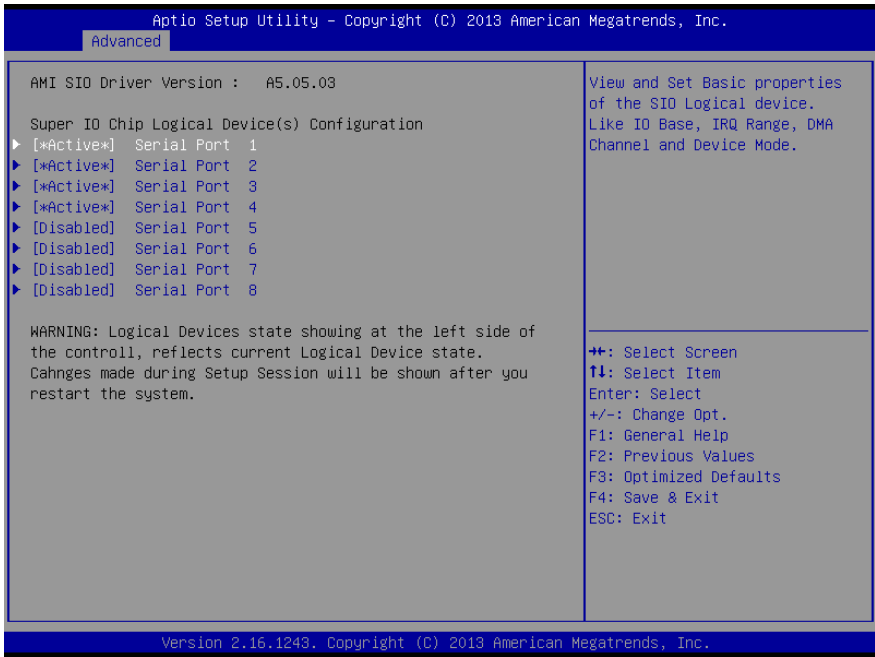 Aptio Setup Utility – Copyright (C) 2013 American Megatrends, Inc.
Advanced
AMI SIO Driver Version : A5.05.03
Super IO Chip Logical Device(s) Configuration
[*Active*] Serial Port 1
[*Active*] Serial Port 2
[*Active*] Serial Port 3
[*Active*] Serial Port 4
[Disabled] Serial Port 5
[Disabled] Serial Port 6
[Disabled] Serial Port 7
[Disabled] Serial Port 8
WARNING: Logical Devices state showing at the left side of
the controll, reflects current Logical Device state.
Cahnges made during Setup Session will be shown after you
restart the system.
View and Set Basic properties
of the SIO Logical device.
Like IO Base, IRQ Range, DMA
Channel and Device Mode.
→←: Select Screen
↑↓: Select Item
Enter: Select
+/-: Change Opt.
F1: General Help
F2: Previous Values
F3: Optimized Defaults
F4: Save & Exit
ESC: Exit
Version 2.16.1243. Copyright (C) 2013 American Megatrends, Inc.